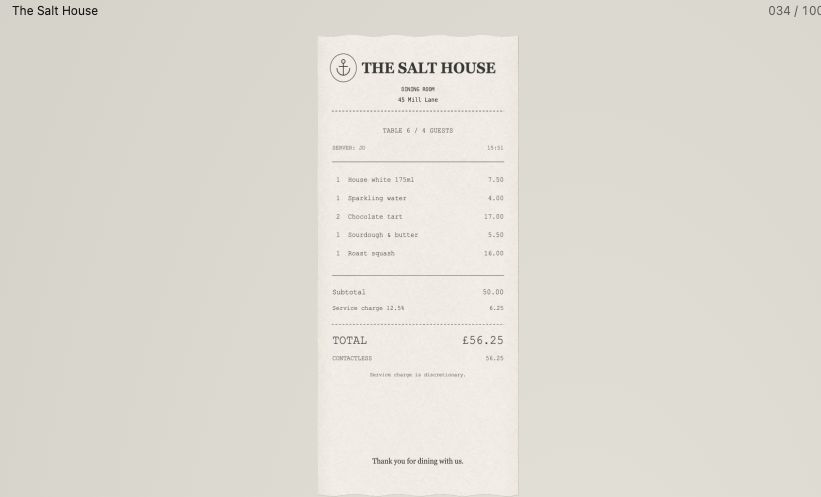 The Salt House
034 / 100
THE SALT HOUSE
DINING ROOM
45 Mill Lane
TABLE 6 / 4 GUESTS
SERVER: JO 15:51
1 House white 175ml 7.50
1 Sparkling water 4.00
2 Chocolate tart 17.00
1 Sourdough & butter 5.50
1 Roast squash 16.00
Subtotal 50.00
Service charge 12.5% 6.25
TOTAL £56.25
CONTACTLESS 56.25
Service charge is discretionary.
Thank you for dining with us.